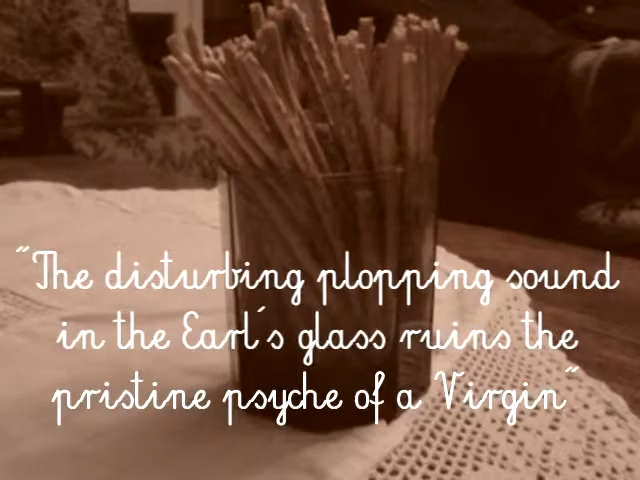 "The disturbing plopping sound
in the Earl´s glass ruins the
pristine psyche of a Virgin"